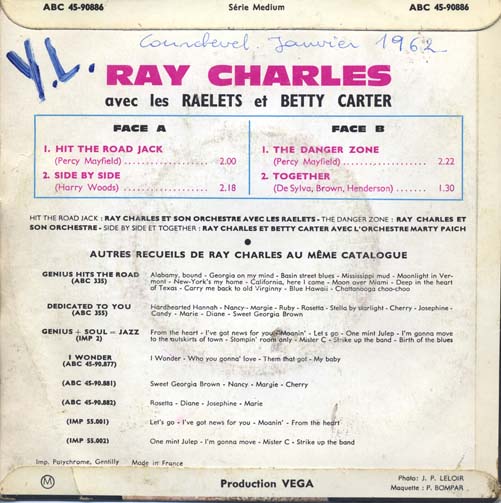 ABC 45-90886 Série Medium ABC 45-90886
Courchevel. Janvier 1962
Y.L.
RAY CHARLES
avec les RAELETS et BETTY CARTER
FACE A
1. HIT THE ROAD JACK
(Percy Mayfield) .......... 2.00
2. SIDE BY SIDE
(Harry Woods) .......... 2.18
FACE B
1. THE DANGER ZONE
(Percy Mayfield) .......... 2.22
2. TOGETHER
(De Sylva, Brown, Henderson) ....... 1.30
HIT THE ROAD JACK : RAY CHARLES ET SON ORCHESTRE AVEC LES RAELETS - THE DANGER ZONE : RAY CHARLES ET
SON ORCHESTRE - SIDE BY SIDE ET TOGETHER : RAY CHARLES ET BETTY CARTER AVEC L'ORCHESTRE MARTY PAICH
AUTRES RECUEILS DE RAY CHARLES AU MÊME CATALOGUE
GENIUS HITS THE ROAD Alabamy, bound - Georgia on my mind - Basin street blues - Mississippi mud - Moonlight in Ver-
(ABC 335) mont - New-York's my home - California, here I come - Moon over Miami - Deep in the heart
of Texas - Carry me back to old Virginny - Blue Hawaii - Chattanooga choo-choo
DEDICATED TO YOU Hardhearted Hannah - Nancy - Margie - Ruby - Rosetta - Stella by starlight - Cherry - Josephine -
(ABC 355) Candy - Marie - Diane - Sweet Georgia Brown
GENIUS + SOUL = JAZZ From the heart - I've got news for you - Moanin' - Let's go - One mint Julep - I'm gonna move
(IMP 2) to the toutskirts of town - Stompin' room only - Mister C - Strike up the band - Birth of the blues
I WONDER I Wonder - Who you gonna' love - Them that got - My baby
(ABC 45-90.877)
(ABC 45-90.881) Sweet Georgia Brown - Nancy - Margie - Cherry
(ABC 45-90.882) Rosetta - Diane - Josephine - Marie
(IMP 55.001) Let's go - I've got news for you - Moanin' - From the heart
(IMP 55.002) One mint Julep - I'm gonna move - Mister C - Strike up the band
Imp. Polychrome, Gentilly Made in France
M Production VEGA Photo : J. P. LELOIR
Maquette : P. BOMPAR